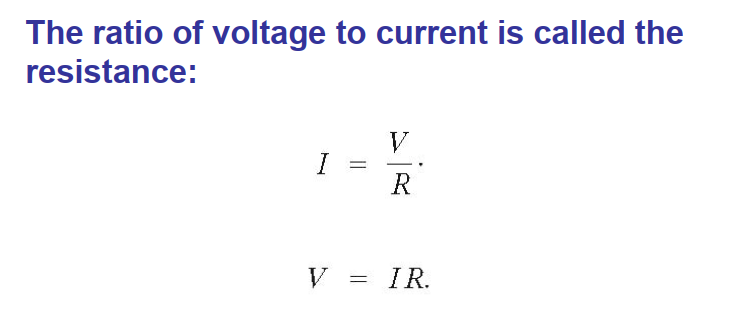 The ratio of voltage to current is called the
resistance:
I = V/R.
V = IR.